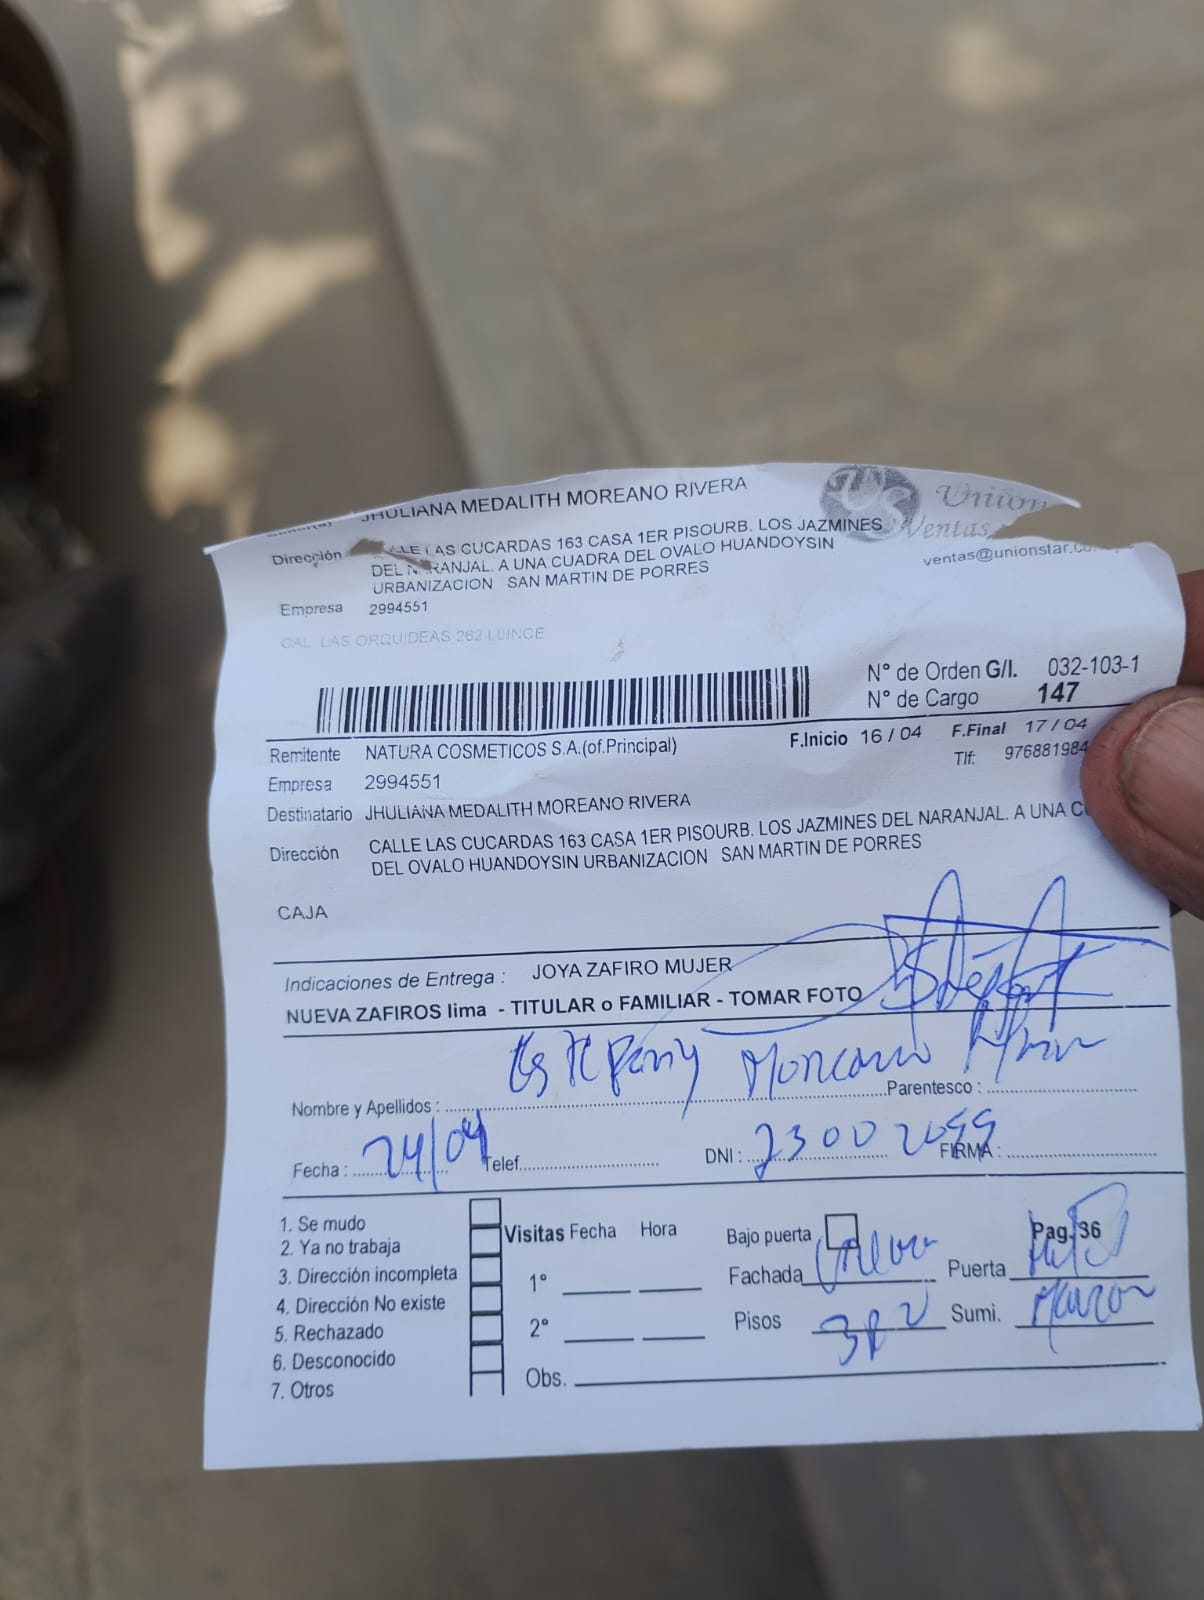 JHULIANA MEDALITH MOREANO RIVERA
Union
Ventas
ventas@unionstar.co
Dirección CALLE LAS CUCARDAS 163 CASA 1ER PISOURB. LOS JAZMINES
DEL NARANJAL. A UNA CUADRA DEL OVALO HUANDOYSIN
URBANIZACION SAN MARTIN DE PORRES
Empresa 2994551
CAL. LAS ORQUIDEAS 262 LLINCE
N° de Orden G/I. 032-103-1
N° de Cargo 147
Remitente NATURA COSMETICOS S.A.(of.Principal) F.Inicio 16 / 04 F.Final 17 / 04
Empresa 2994551 Tlf: 976881984
Destinatario JHULIANA MEDALITH MOREANO RIVERA
Dirección CALLE LAS CUCARDAS 163 CASA 1ER PISOURB. LOS JAZMINES DEL NARANJAL. A UNA C
DEL OVALO HUANDOYSIN URBANIZACION SAN MARTIN DE PORRES
CAJA
Indicaciones de Entrega : JOYA ZAFIRO MUJER
NUEVA ZAFIROS lima - TITULAR o FAMILIAR - TOMAR FOTO
Nombre y Apellidos : Parentesco :
Fecha : 24/04 Telef. DNI : FIRMA :
1. Se mudo
2. Ya no trabaja
3. Dirección incompleta
4. Dirección No existe
5. Rechazado
6. Desconocido
7. Otros
Visitas Fecha Hora
1°
2°
Obs.
Bajo puerta Pag. 36
Fachada Puerta
Pisos Sumi. Marron